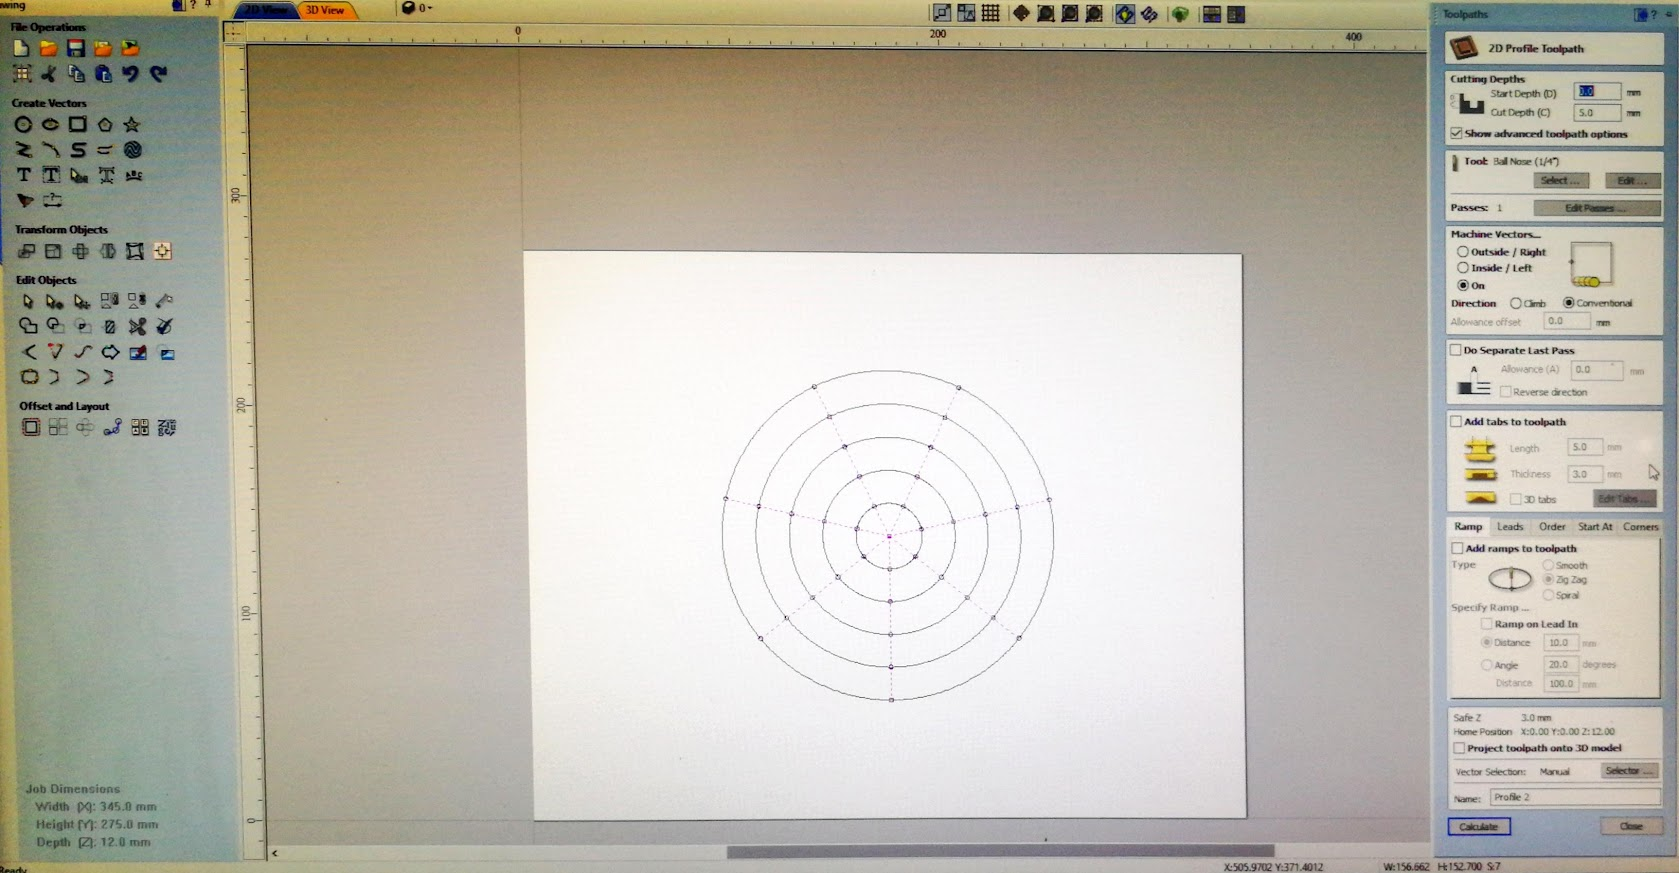 wing
File Operations
Create Vectors
Transform Objects
Edit Objects
Offset and Layout
Job Dimensions
Width (X): 345.0 mm
Height (Y): 275.0 mm
Depth (Z): 12.0 mm
Ready
2D View
3D View
0
0
200
400
300
200
100
0
X:505.9702 Y:371.4012
W:156.662 H:152.700 S:7
Toolpaths
2D Profile Toolpath
Cutting Depths
Start Depth (D) 0.0 mm
Cut Depth (C) 5.0 mm
Show advanced toolpath options
Tool: Ball Nose (1/4")
Select ... Edit ...
Passes: 1 Edit Passes ...
Machine Vectors...
Outside / Right
Inside / Left
On
Direction Climb Conventional
Allowance offset 0.0 mm
Do Separate Last Pass
A
Allowance (A) 0.0 mm
Reverse direction
Add tabs to toolpath
Length 5.0 mm
Thickness 3.0 mm
3D tabs Edit Tabs ...
Ramp Leads Order Start At Corners
Add ramps to toolpath
Type Smooth
Zig Zag
Spiral
Specify Ramp ...
Ramp on Lead In
Distance 10.0 mm
Angle 20.0 degrees
Distance 100.0 mm
Safe Z 3.0 mm
Home Position X:0.00 Y:0.00 Z:12.00
Project toolpath onto 3D model
Vector Selection: Manual Selector ...
Name: Profile 2
Calculate Close